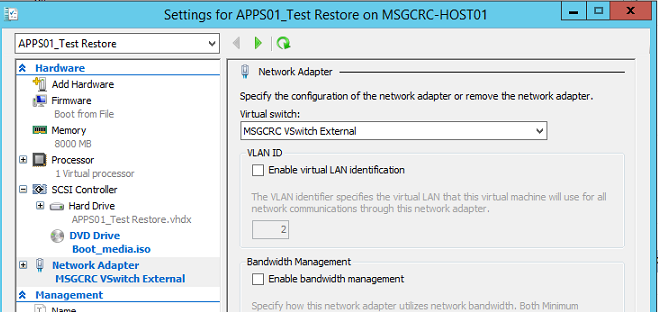 Settings for APPS01_Test Restore on MSGCRC-HOST01
APPS01_Test Restore
Hardware
Add Hardware
Firmware
Boot from File
Memory
8000 MB
Processor
1 Virtual processor
SCSI Controller
Hard Drive
APPS01_Test Restore.vhdx
DVD Drive
Boot_media.iso
Network Adapter
MSGCRC VSwitch External
Management
Name
Network Adapter
Specify the configuration of the network adapter or remove the network adapter.
Virtual switch:
MSGCRC VSwitch External
VLAN ID
Enable virtual LAN identification
The VLAN identifier specifies the virtual LAN that this virtual machine will use for all
network communications through this network adapter.
2
Bandwidth Management
Enable bandwidth management
Specify how this network adapter utilizes network bandwidth. Both Minimum